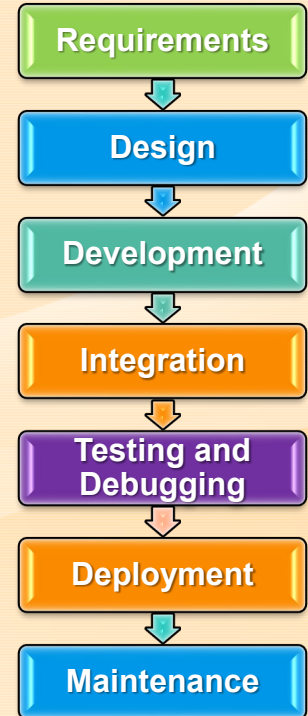 Requirements
Design
Development
Integration
Testing and
Debugging
Deployment
Maintenance